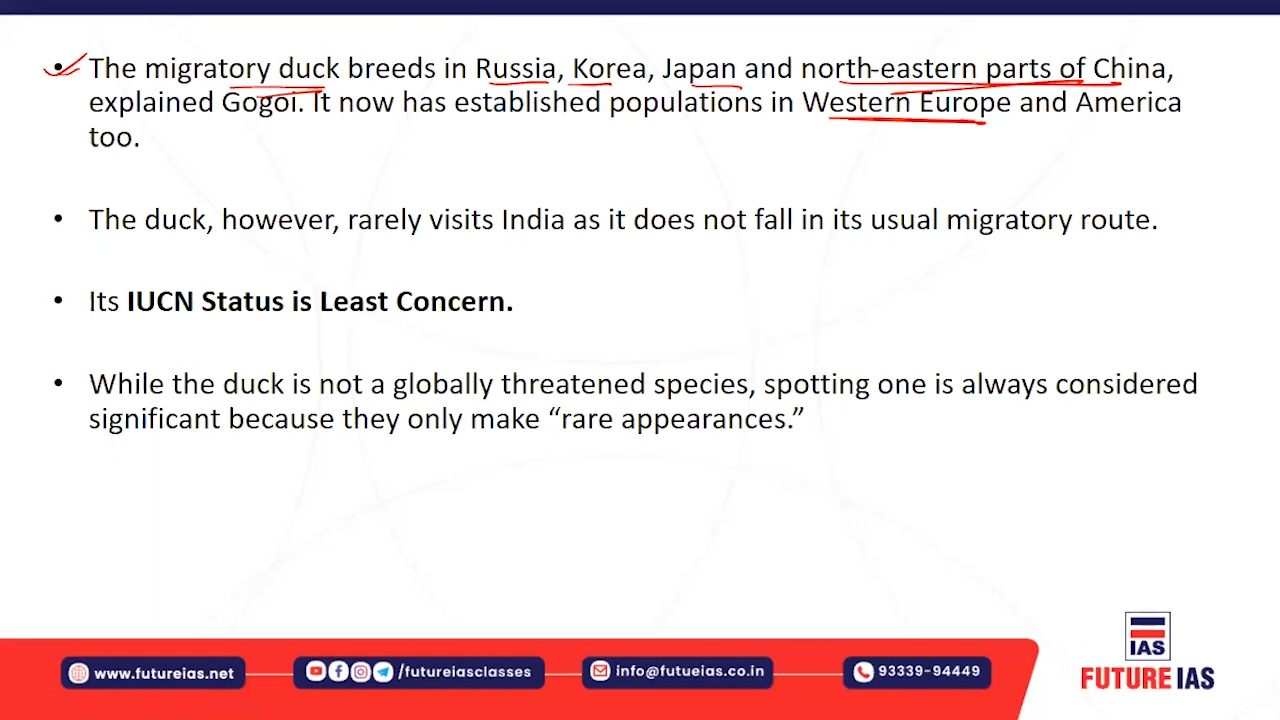 • The migratory duck breeds in Russia, Korea, Japan and north-eastern parts of China,
explained Gogoi. It now has established populations in Western Europe and America
too.
• The duck, however, rarely visits India as it does not fall in its usual migratory route.
• Its IUCN Status is Least Concern.
• While the duck is not a globally threatened species, spotting one is always considered
significant because they only make “rare appearances.”
IAS
www.futureias.net
/futureiasclasses
info@futueias.co.in
93339-94449
FUTURE IAS